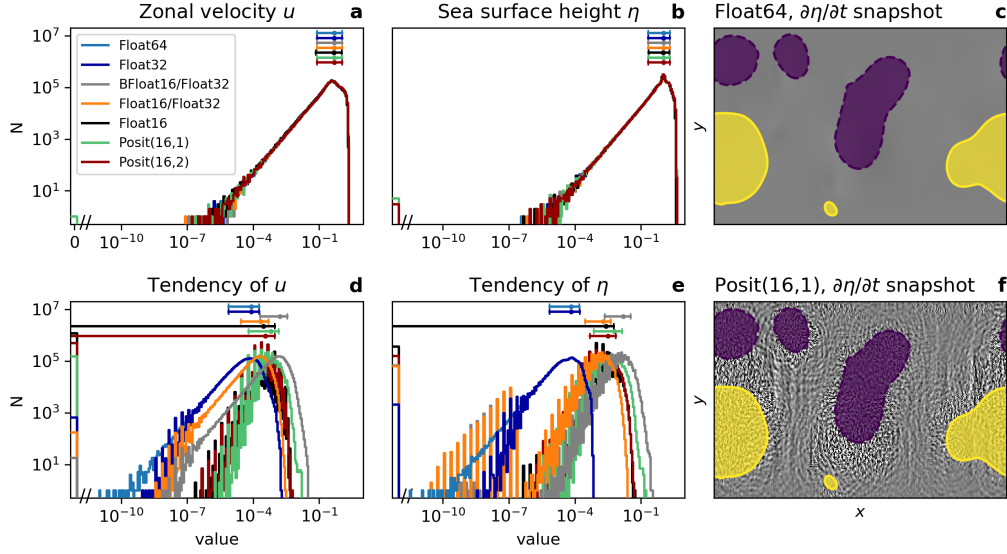 Zonal velocity u
a
Sea surface height η
b
Float64, ∂η/∂t snapshot
c
10⁷
10⁵
10³
10¹
N
Float64
Float32
BFloat16/Float32
Float16/Float32
Float16
Posit(16,1)
Posit(16,2)
0
10⁻¹⁰
10⁻⁷
10⁻⁴
10⁻¹
10⁻¹⁰
10⁻⁷
10⁻⁴
10⁻¹
y
Tendency of u
d
Tendency of η
e
Posit(16,1), ∂η/∂t snapshot
f
10⁷
10⁵
10³
10¹
N
10⁻¹⁰
10⁻⁷
10⁻⁴
10⁻¹
value
10⁻¹⁰
10⁻⁷
10⁻⁴
10⁻¹
value
y
x